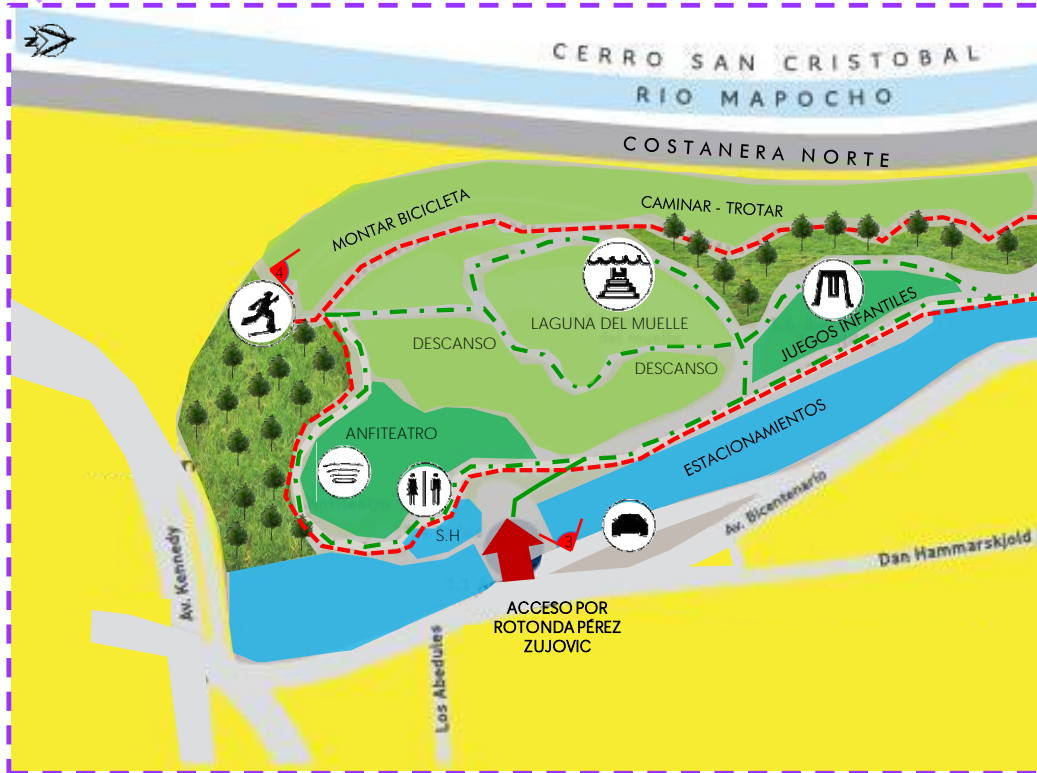 CERRO SAN CRISTOBAL
RIO MAPOCHO
COSTANERA NORTE
MONTAR BICICLETA
CAMINAR - TROTAR
4
LAGUNA DEL MUELLE
DESCANSO
JUEGOS INFANTILES
DESCANSO
ANFITEATRO
ESTACIONAMIENTOS
S.H
3
Av. Bicentenario
Av. Kennedy
Dan Hammarskjold
ACCESO POR
ROTONDA PÉREZ
ZUJOVIC
Los Abedules